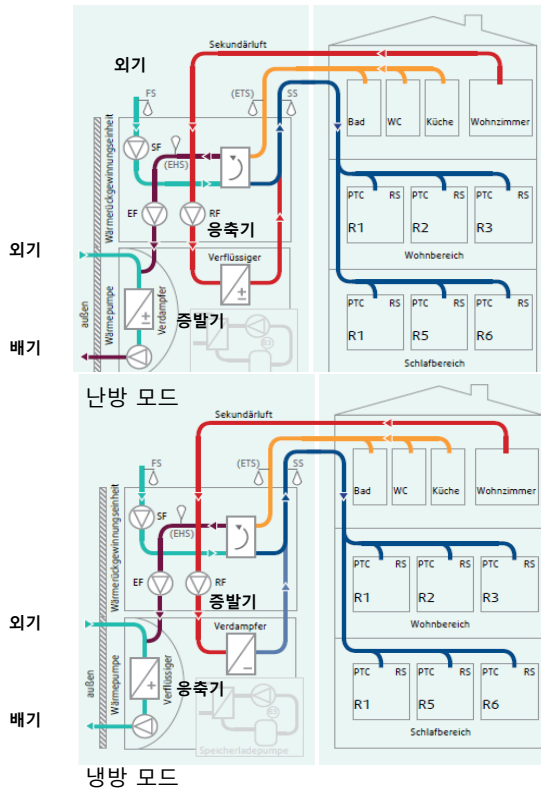 Sekundärluft
외기
FS
(ETS)
SS
Bad
WC
Küche
Wohnzimmer
Wärmerückgewinnungseinheit
SF
(EHS)
EF
RF
응축기
PTC RS
PTC RS
PTC RS
R1
R2
R3
Wohnbereich
외기
Verflüssiger
außen
Wärmepumpe
Verdampfer
증발기
배기
PTC RS
PTC RS
PTC RS
R1
R5
R6
Schlafbereich
난방 모드
Sekundärluft
FS
(ETS)
SS
Bad
WC
Küche
Wohnzimmer
Wärmerückgewinnungseinheit
SF
(EHS)
EF
RF
증발기
PTC RS
PTC RS
PTC RS
R1
R2
R3
Wohnbereich
외기
Verdampfer
außen
Wärmepumpe
Verflüssiger
응축기
배기
PTC RS
PTC RS
PTC RS
R1
R5
R6
Schlafbereich
Speicherladepumpe
냉방 모드